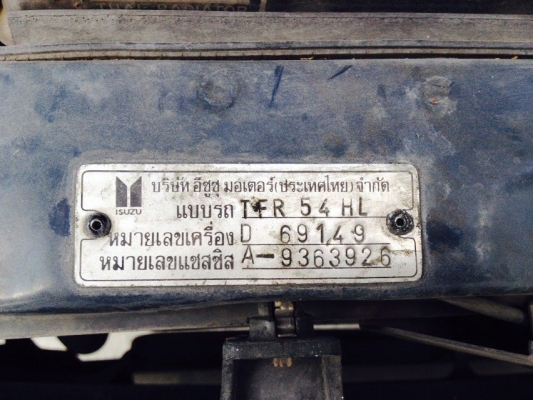 บริษัท อีซูซุ มอเตอร์(ประเทศไทย)จำกัด
ISUZU
แบบรถ TFR 54 HL
หมายเลขเครื่อง D 69149
หมายเลขแชสซิส A-9363926